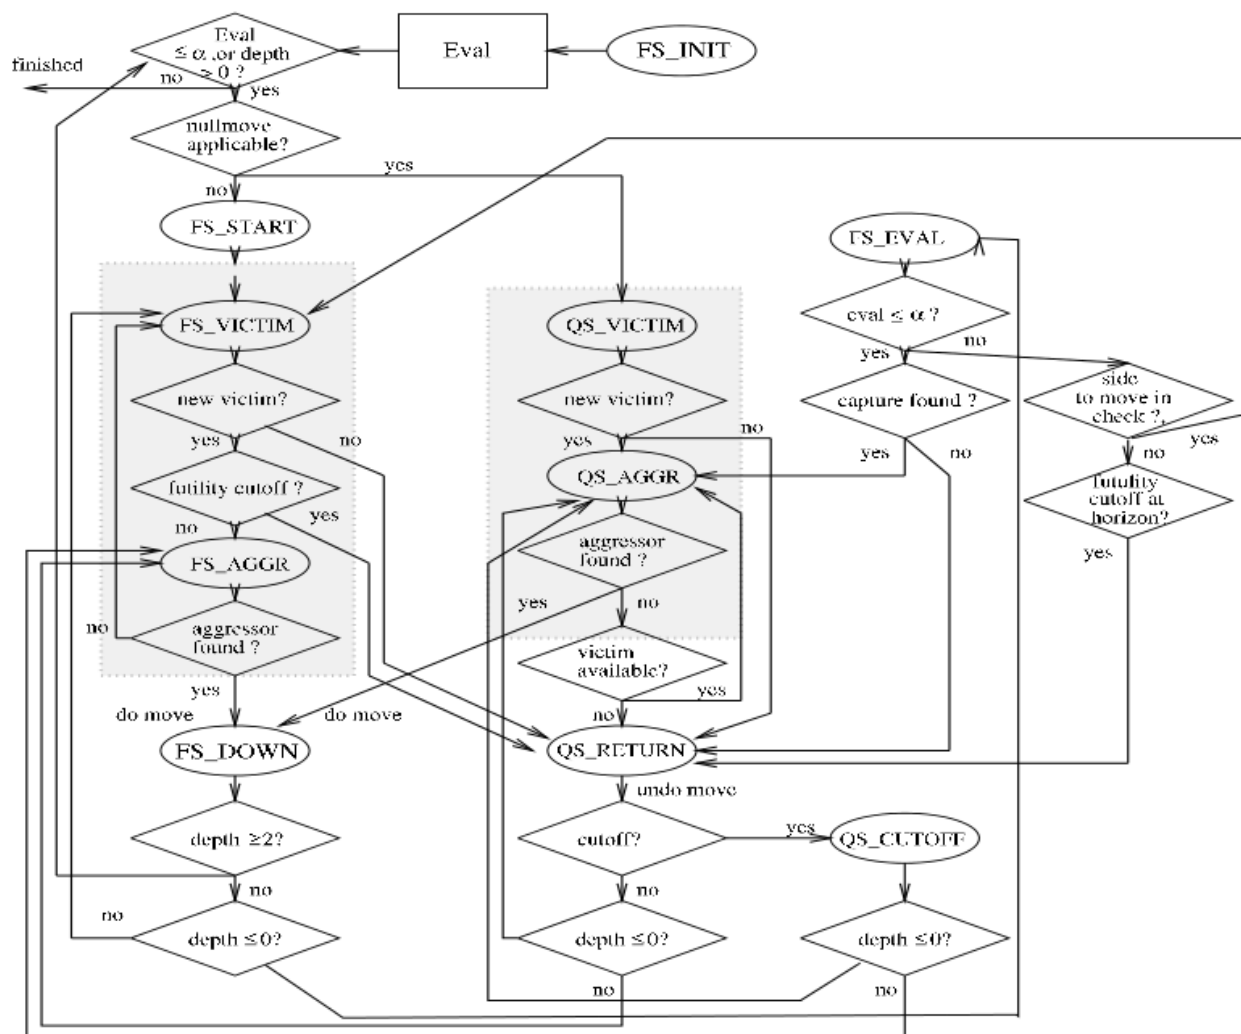 Eval
≤ α ,or depth
> 0 ?
Eval
FS_INIT
finished
no
yes
nullmove
applicable?
yes
no
FS_START
FS_EVAL
FS_VICTIM
QS_VICTIM
eval ≤ α ?
yes
no
new victim?
new victim?
capture found ?
side
to move in
check ?,
yes
no
yes
no
yes
no
yes
no
futility cutoff ?
QS_AGGR
futulity
cutoff at
horizon?
no
yes
yes
FS_AGGR
aggressor
found ?
no
aggressor
found ?
yes
no
victim
available?
yes
yes
do move
do move
no
FS_DOWN
QS_RETURN
undo move
depth ≥2?
cutoff?
yes
QS_CUTOFF
no
no
no
depth ≤0?
depth ≤0?
depth ≤0?
no
no